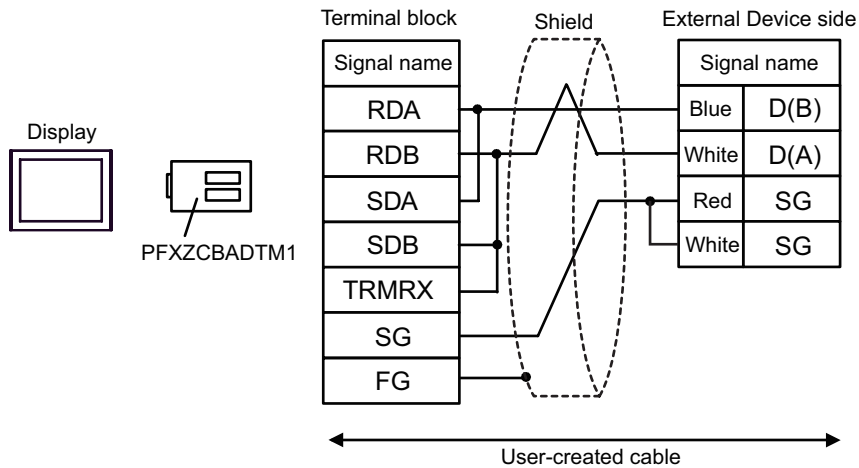 Terminal block
Shield
External Device side
Signal name
Signal name
RDA
Blue
D(B)
Display
RDB
White
D(A)
SDA
Red
SG
PFXZCBADTM1
SDB
White
SG
TRMRX
SG
FG
User-created cable